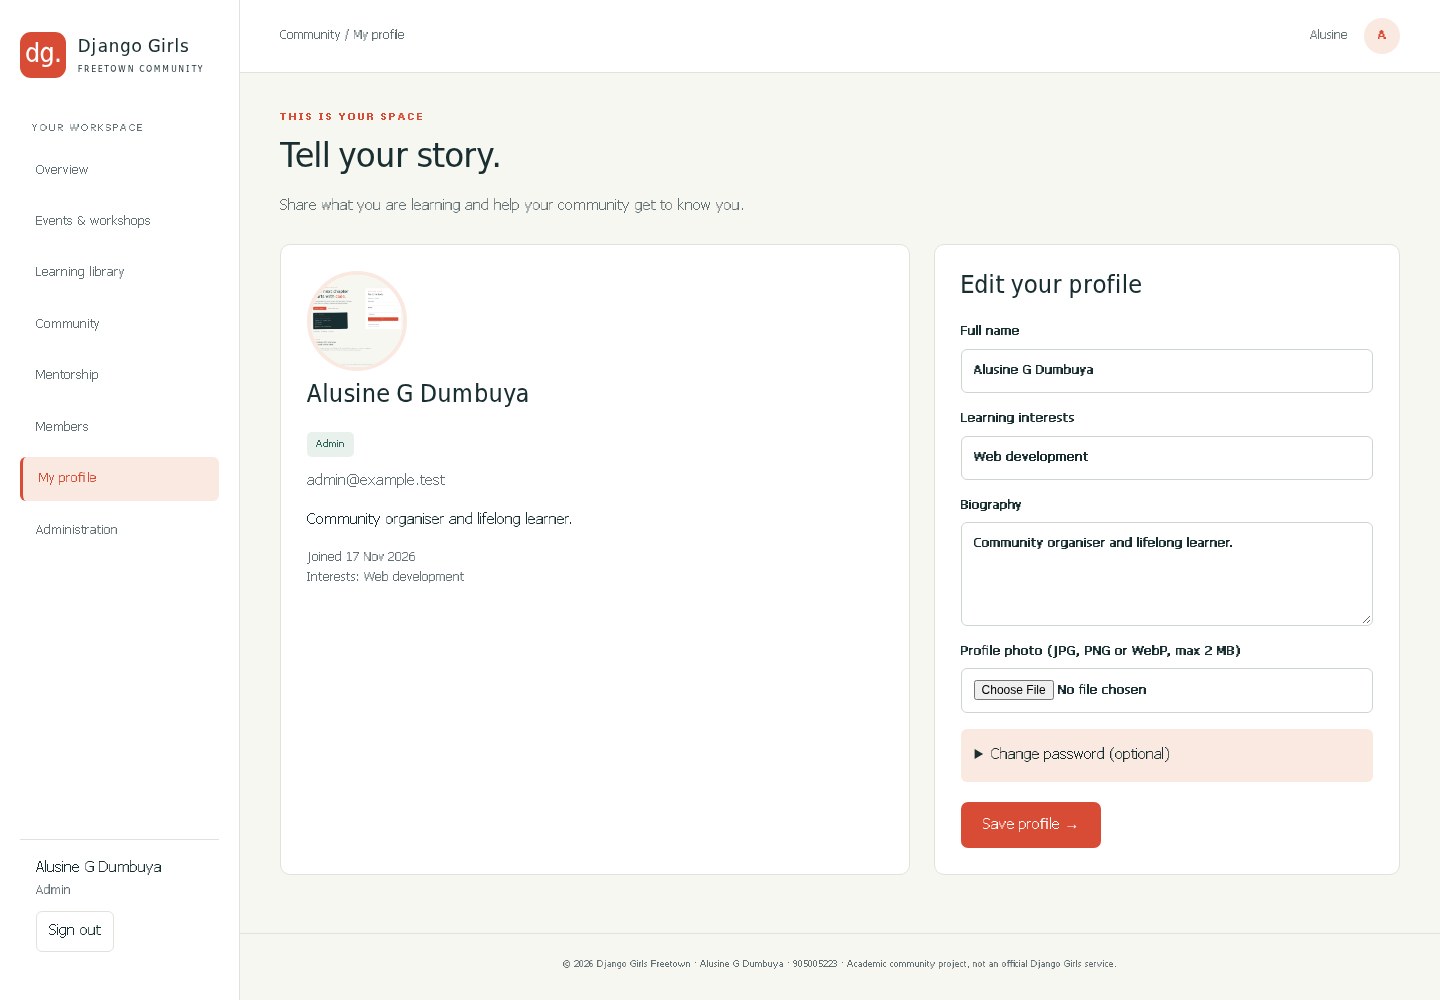 dg.
Django Girls
FREETOWN COMMUNITY
YOUR WORKSPACE
Overview
Events & workshops
Learning library
Community
Mentorship
Members
My profile
Administration
Alusine G Dumbuya
Admin
Sign out
Community / My profile
Alusine
A
THIS IS YOUR SPACE
Tell your story.
Share what you are learning and help your community get to know you.
Alusine G Dumbuya
Admin
admin@example.test
Community organiser and lifelong learner.
Joined 17 Nov 2026
Interests: Web development
Edit your profile
Full name
Alusine G Dumbuya
Learning interests
Web development
Biography
Community organiser and lifelong learner.
Profile photo (JPG, PNG or WebP, max 2 MB)
Choose File No file chosen
▶ Change password (optional)
Save profile →
© 2026 Django Girls Freetown · Alusine G Dumbuya · 905005223 · Academic community project, not an official Django Girls service.